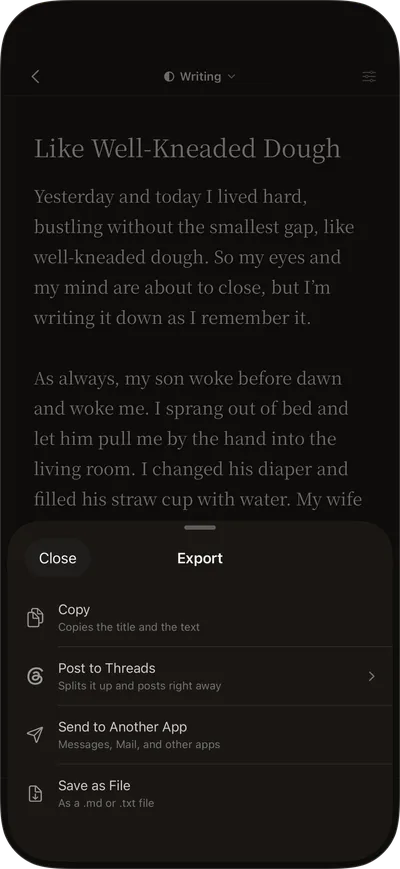 Writing
Like Well-Kneaded Dough
Yesterday and today I lived hard,
bustling without the smallest gap, like
well-kneaded dough. So my eyes and
my mind are about to close, but I’m
writing it down as I remember it.
As always, my son woke before dawn
and woke me. I sprang out of bed and
let him pull me by the hand into the
living room. I changed his diaper and
filled his straw cup with water. My wife
Close
Export
Copy
Copies the title and the text
Post to Threads
Splits it up and posts right away
Send to Another App
Messages, Mail, and other apps
Save as File
As a .md or .txt file